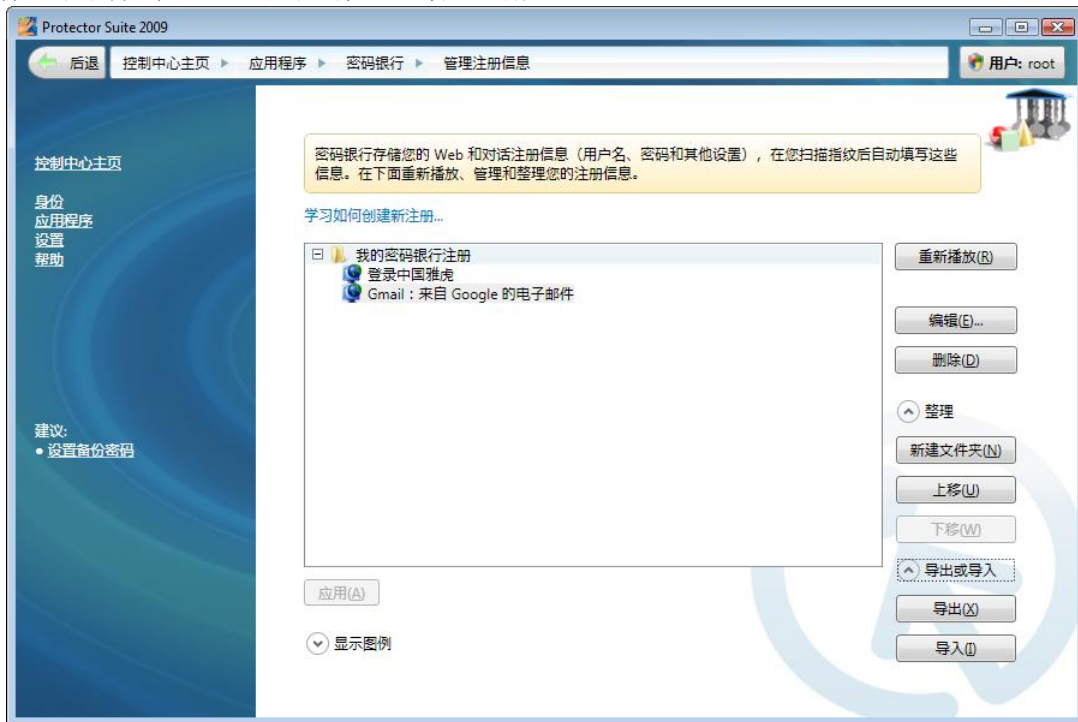 Protector Suite 2009
后退 控制中心主页 应用程序 密码银行 管理注册信息 用户: root
控制中心主页
身份
应用程序
设置
帮助
建议:
• 设置备份密码
密码银行存储您的 Web 和对话注册信息（用户名、密码和其他设置），在您扫描指纹后自动填写这些
信息。在下面重新播放、管理和整理您的注册信息。
学习如何创建新注册...
我的密码银行注册
登录中国雅虎
Gmail：来自 Google 的电子邮件
重新播放(R)
编辑(E)...
删除(D)
整理
新建文件夹(N)
上移(U)
下移(W)
导出或导入
导出(X)
导入(I)
应用(A)
显示图例